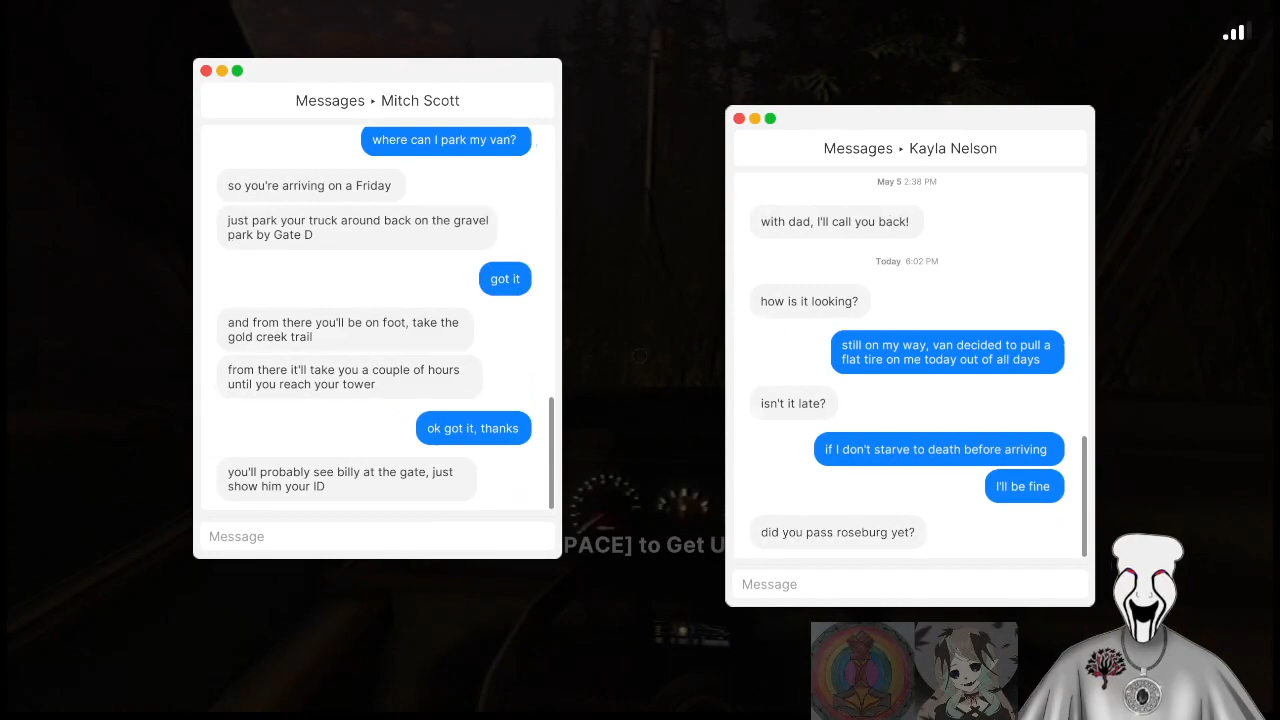 Messages ▸ Mitch Scott
where can I park my van?
so you're arriving on a Friday
just park your truck around back on the gravel
park by Gate D
got it
and from there you'll be on foot, take the
gold creek trail
from there it'll take you a couple of hours
until you reach your tower
ok got it, thanks
you'll probably see billy at the gate, just
show him your ID
Message
PACE] to Get U
Messages ▸ Kayla Nelson
May 5 2:38 PM
with dad, I'll call you back!
Today 6:02 PM
how is it looking?
still on my way, van decided to pull a
flat tire on me today out of all days
isn't it late?
if I don't starve to death before arriving
I'll be fine
did you pass roseburg yet?
Message